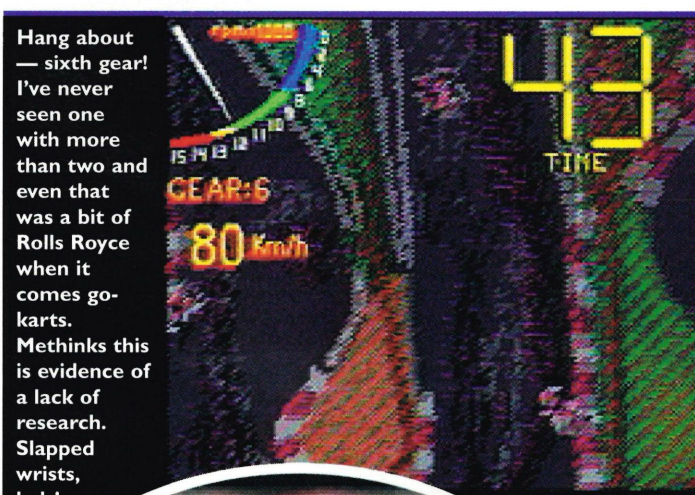 Hang about
— sixth gear!
I've never
seen one
with more
than two and
even that
was a bit of
Rolls Royce
when it
comes go-
karts.
Methinks this
is evidence of
a lack of
research.
Slapped
wrists,
43
TIME
15 14 13 12 11 10 9 8
GEAR:6
80 Km/h